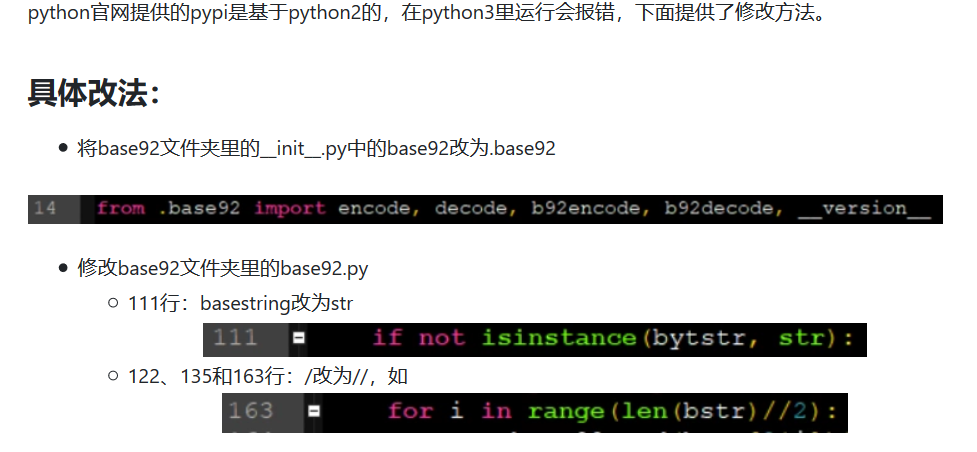 python官网提供的pypi是基于python2的，在python3里运行会报错，下面提供了修改方法。
具体改法：
将base92文件夹里的__init__.py中的base92改为.base92
14 from .base92 import encode, decode, b92encode, b92decode, __version__
修改base92文件夹里的base92.py
111行：basestring改为str
111 if not isinstance(bytstr, str):
122、135和163行：/改为//，如
163 for i in range(len(bstr)//2):